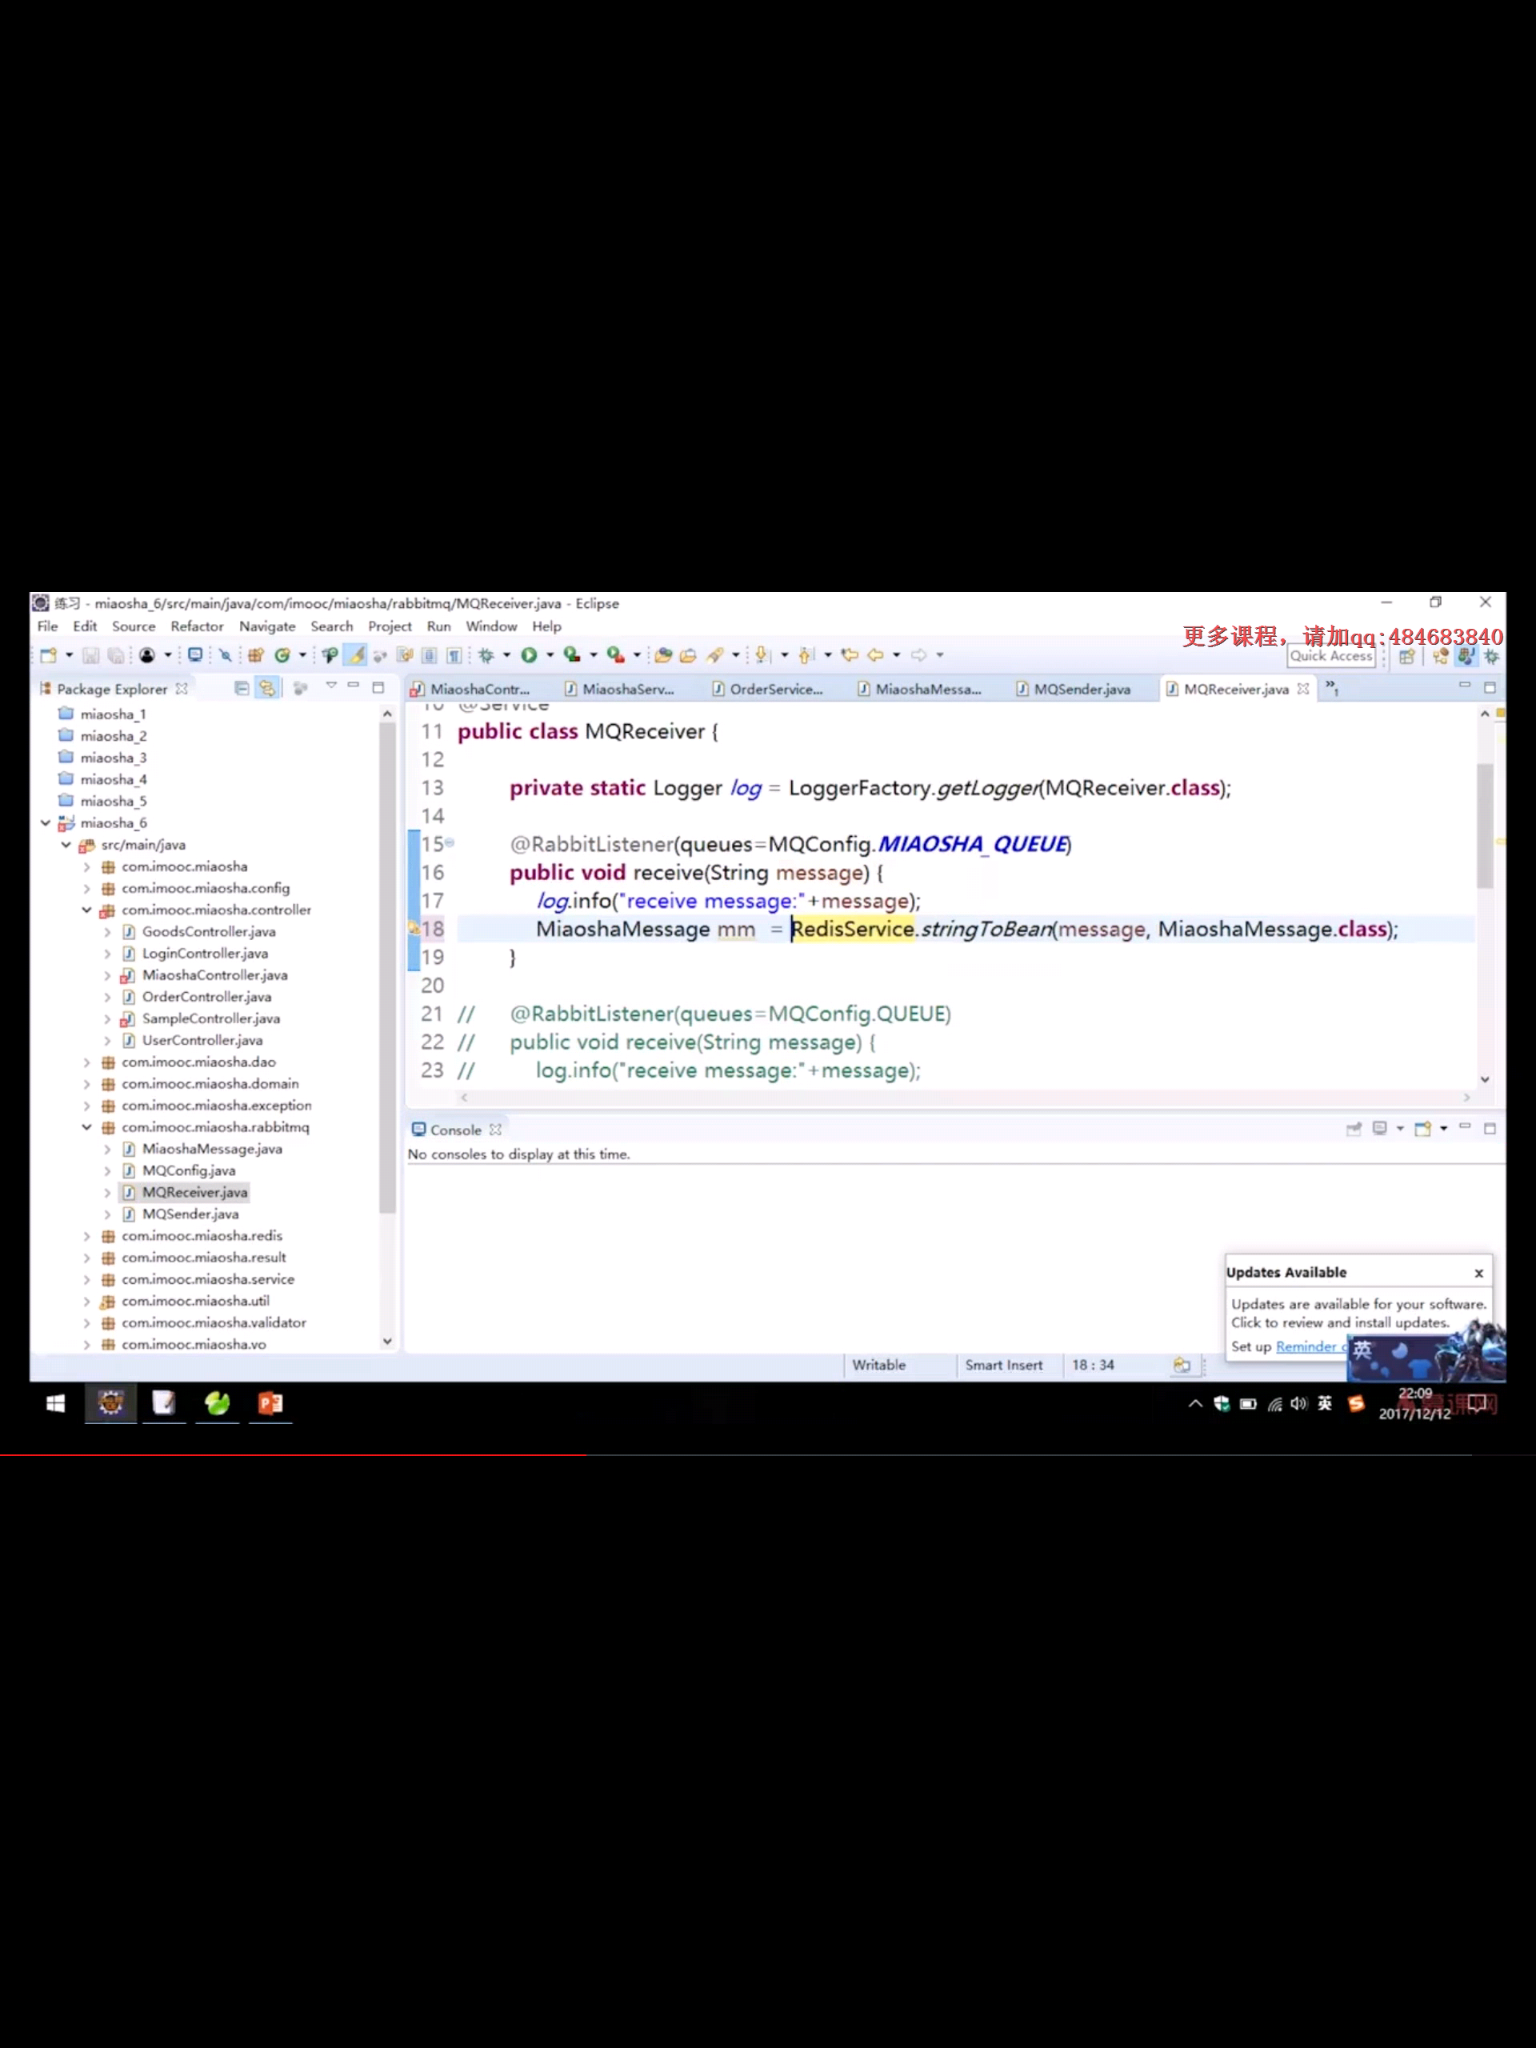 练习 - miaosha_6/src/main/java/com/imooc/miaosha/rabbitmq/MQReceiver.java - Eclipse
File Edit Source Refactor Navigate Search Project Run Window Help
更多课程，请加qq:484683840
Quick Access
Package Explorer
MiaoshaContr... MiaoshaServ... OrderService... MiaoshaMessa... MQSender.java MQReceiver.java »1
miaosha_1
miaosha_2
miaosha_3
miaosha_4
miaosha_5
miaosha_6
src/main/java
com.imooc.miaosha
com.imooc.miaosha.config
com.imooc.miaosha.controller
GoodsController.java
LoginController.java
MiaoshaController.java
OrderController.java
SampleController.java
UserController.java
com.imooc.miaosha.dao
com.imooc.miaosha.domain
com.imooc.miaosha.exception
com.imooc.miaosha.rabbitmq
MiaoshaMessage.java
MQConfig.java
MQReceiver.java
MQSender.java
com.imooc.miaosha.redis
com.imooc.miaosha.result
com.imooc.miaosha.service
com.imooc.miaosha.util
com.imooc.miaosha.validator
com.imooc.miaosha.vo
10 @Service
11 public class MQReceiver {
12
13 private static Logger log = LoggerFactory.getLogger(MQReceiver.class);
14
15 @RabbitListener(queues=MQConfig.MIAOSHA_QUEUE)
16 public void receive(String message) {
17 log.info("receive message:"+message);
18 MiaoshaMessage mm = RedisService.stringToBean(message, MiaoshaMessage.class);
19 }
20
21 // @RabbitListener(queues=MQConfig.QUEUE)
22 // public void receive(String message) {
23 // log.info("receive message:"+message);
Console
No consoles to display at this time.
Updates Available x
Updates are available for your software.
Click to review and install updates.
Set up Reminder
英
Writable Smart Insert 18 : 34
英
22:09
2017/12/12
慕课网